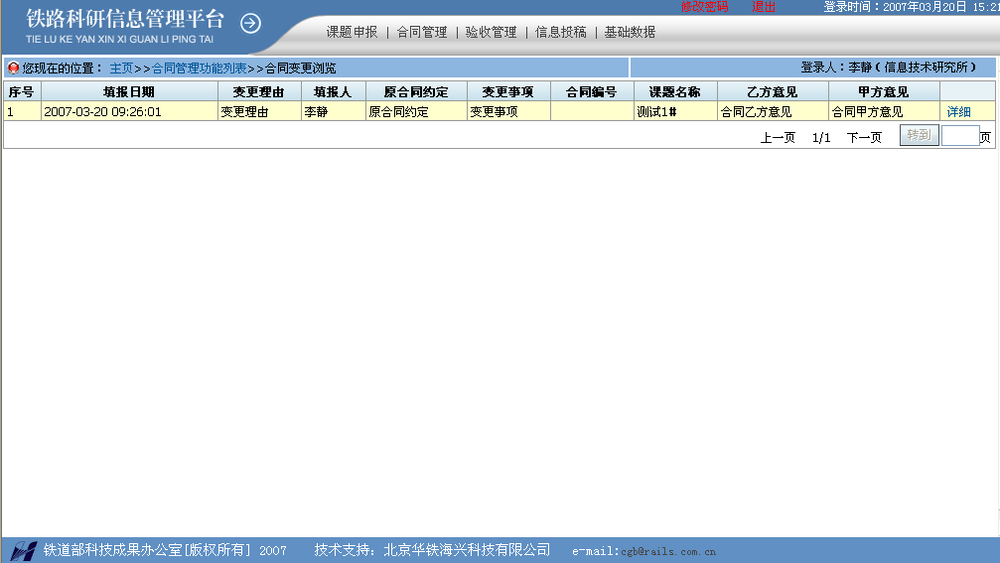 铁路科研信息管理平台
TIE LU KE YAN XIN XI GUAN LI PING TAI
修改密码 退出 登录时间：2007年03月20日 15:21
课题申报 | 合同管理 | 验收管理 | 信息投稿 | 基础数据
您现在的位置： 主页>>合同管理功能列表>>合同变更浏览 登录人：李静（信息技术研究所）
序号 填报日期 变更理由 填报人 原合同约定 变更事项 合同编号 课题名称 乙方意见 甲方意见
1 2007-03-20 09:26:01 变更理由 李静 原合同约定 变更事项 测试1# 合同乙方意见 合同甲方意见 详细
上一页 1/1 下一页 转到 页
铁道部科技成果办公室[版权所有] 2007 技术支持：北京华铁海兴科技有限公司 e-mail:cgb@rails.com.cn